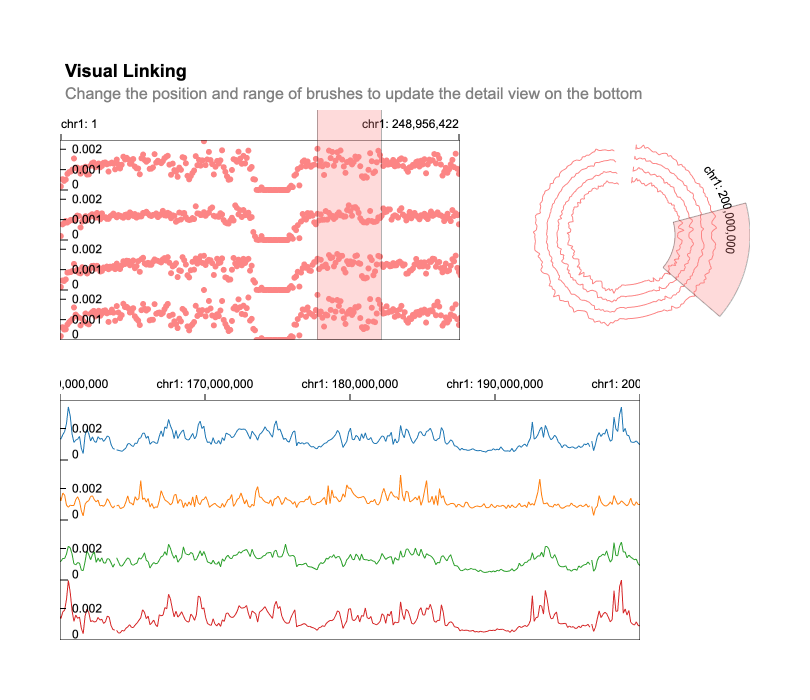 Visual Linking
Change the position and range of brushes to update the detail view on the bottom
chr1: 1
chr1: 248,956,422
0.002
0.001
0
0.002
0.001
0
0.002
0.001
0
0.002
0.001
0
chr1: 200,000,000
0,000,000
chr1: 170,000,000
chr1: 180,000,000
chr1: 190,000,000
chr1: 200
0.002
0
0.002
0
0.002
0
0.002
0